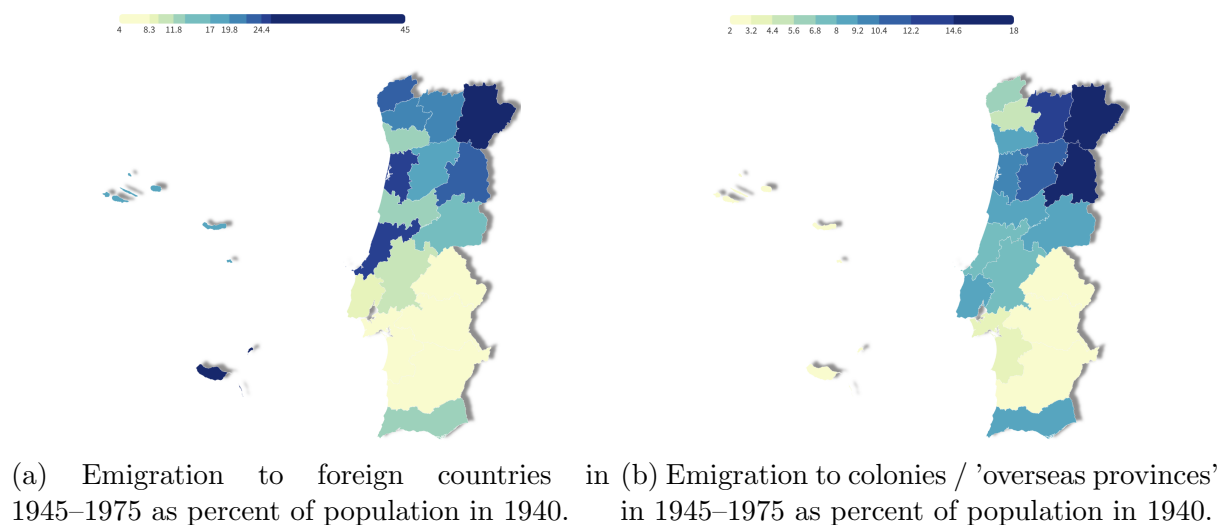 4 8.3 11.8 17 19.8 24.4 45
2 3.2 4.4 5.6 6.8 8 9.2 10.4 12.2 14.6 18
(a) Emigration to foreign countries in
1945–1975 as percent of population in 1940.
(b) Emigration to colonies / 'overseas provinces'
in 1945–1975 as percent of population in 1940.